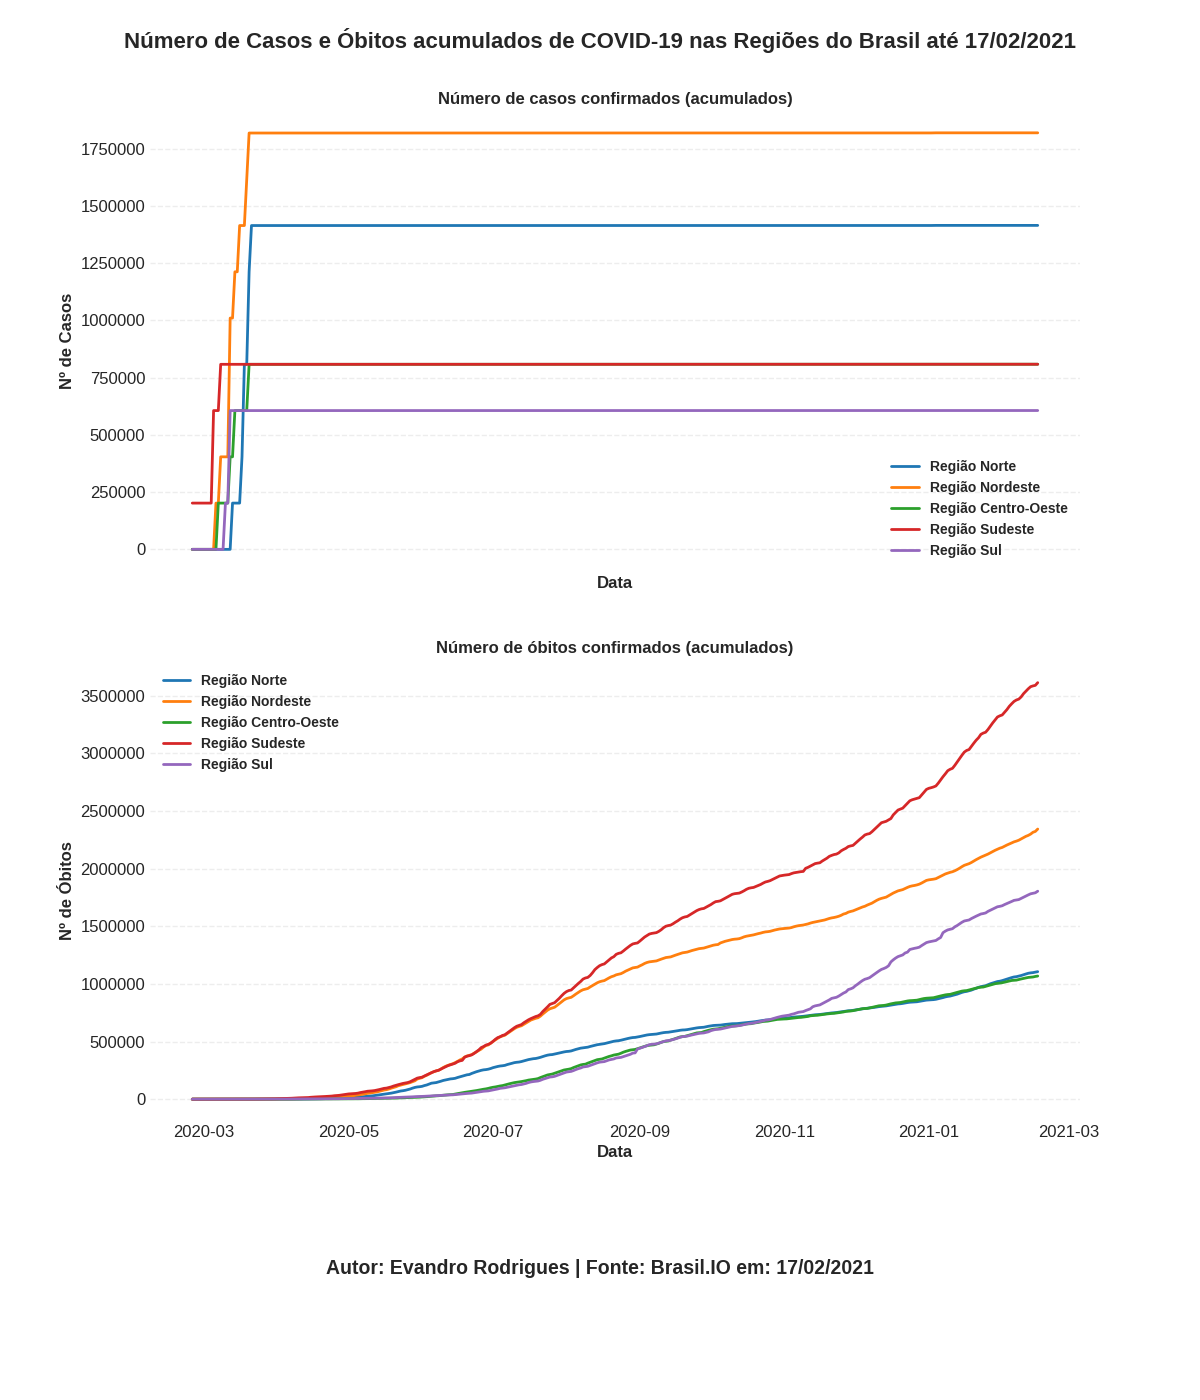 Número de Casos e Óbitos acumulados de COVID-19 nas Regiões do Brasil até 17/02/2021
Número de casos confirmados (acumulados)
1750000
1500000
1250000
1000000
750000
500000
250000
0
Nº de Casos
Região Norte
Região Nordeste
Região Centro-Oeste
Região Sudeste
Região Sul
Data
Número de óbitos confirmados (acumulados)
Região Norte
Região Nordeste
Região Centro-Oeste
Região Sudeste
Região Sul
3500000
3000000
2500000
2000000
1500000
1000000
500000
0
Nº de Óbitos
2020-03 2020-05 2020-07 2020-09 2020-11 2021-01 2021-03
Data
Autor: Evandro Rodrigues | Fonte: Brasil.IO em: 17/02/2021